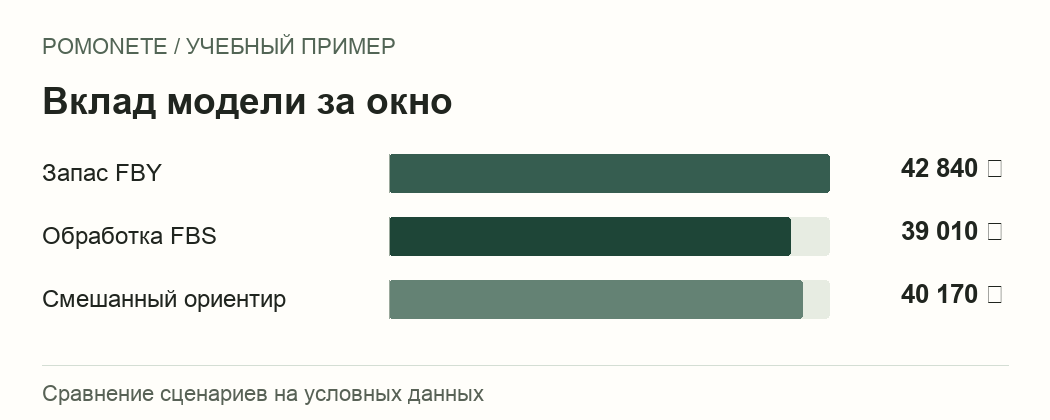 POMONETE / УЧЕБНЫЙ ПРИМЕР
Вклад модели за окно
Запас FBY 42 840 □
Обработка FBS 39 010 □
Смешанный ориентир 40 170 □
Сравнение сценариев на условных данных